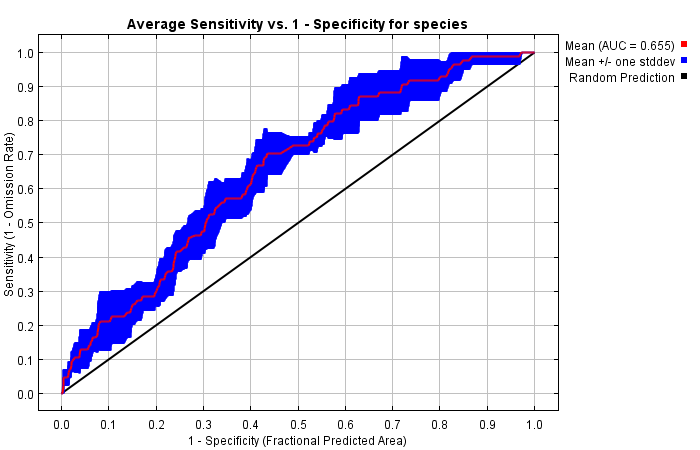 Average Sensitivity vs. 1 - Specificity for species
Mean (AUC = 0.655)
Mean +/- one stddev
Random Prediction
Sensitivity (1 - Omission Rate)
1.0
0.9
0.8
0.7
0.6
0.5
0.4
0.3
0.2
0.1
0.0
0.0 0.1 0.2 0.3 0.4 0.5 0.6 0.7 0.8 0.9 1.0
1 - Specificity (Fractional Predicted Area)